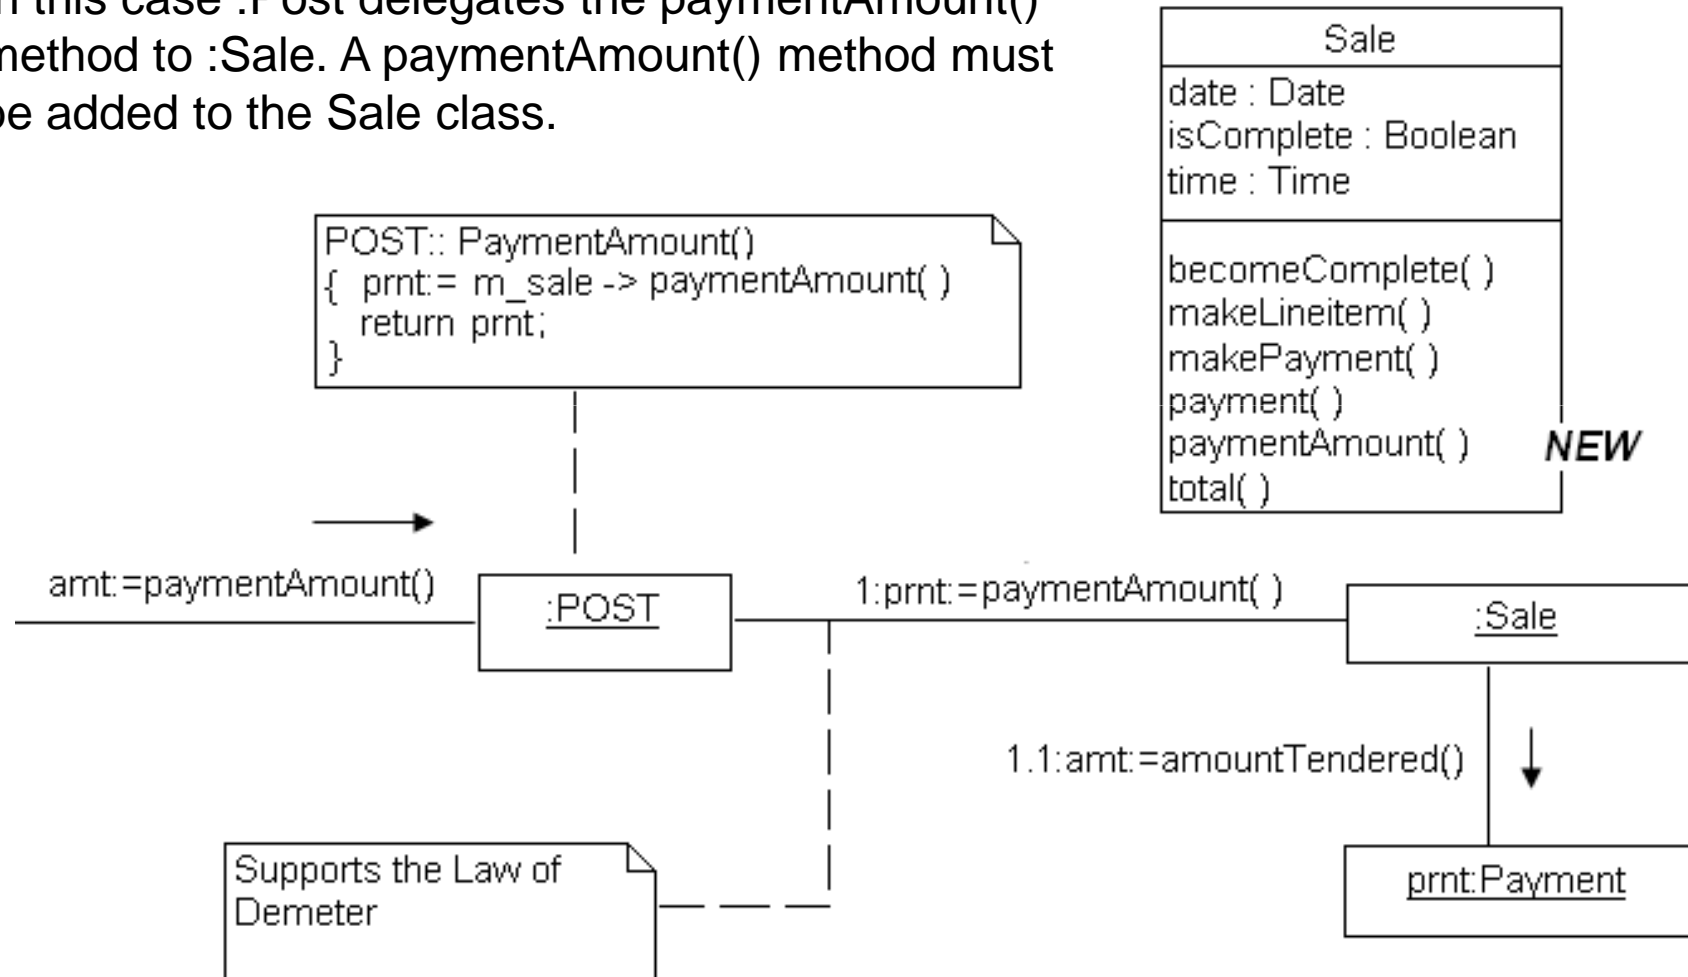 n this case :Post delegates the paymentAmount()
method to :Sale. A paymentAmount() method must
be added to the Sale class.
Sale
date : Date
isComplete : Boolean
time : Time
becomeComplete( )
makeLineitem( )
makePayment( )
payment( )
paymentAmount( )
NEW
total( )
POST:: PaymentAmount()
{ prnt:= m_sale -> paymentAmount( )
return prnt;
}
amt:=paymentAmount()
:POST
1:prnt:=paymentAmount( )
:Sale
1.1:amt:=amountTendered()
prnt:Payment
Supports the Law of
Demeter